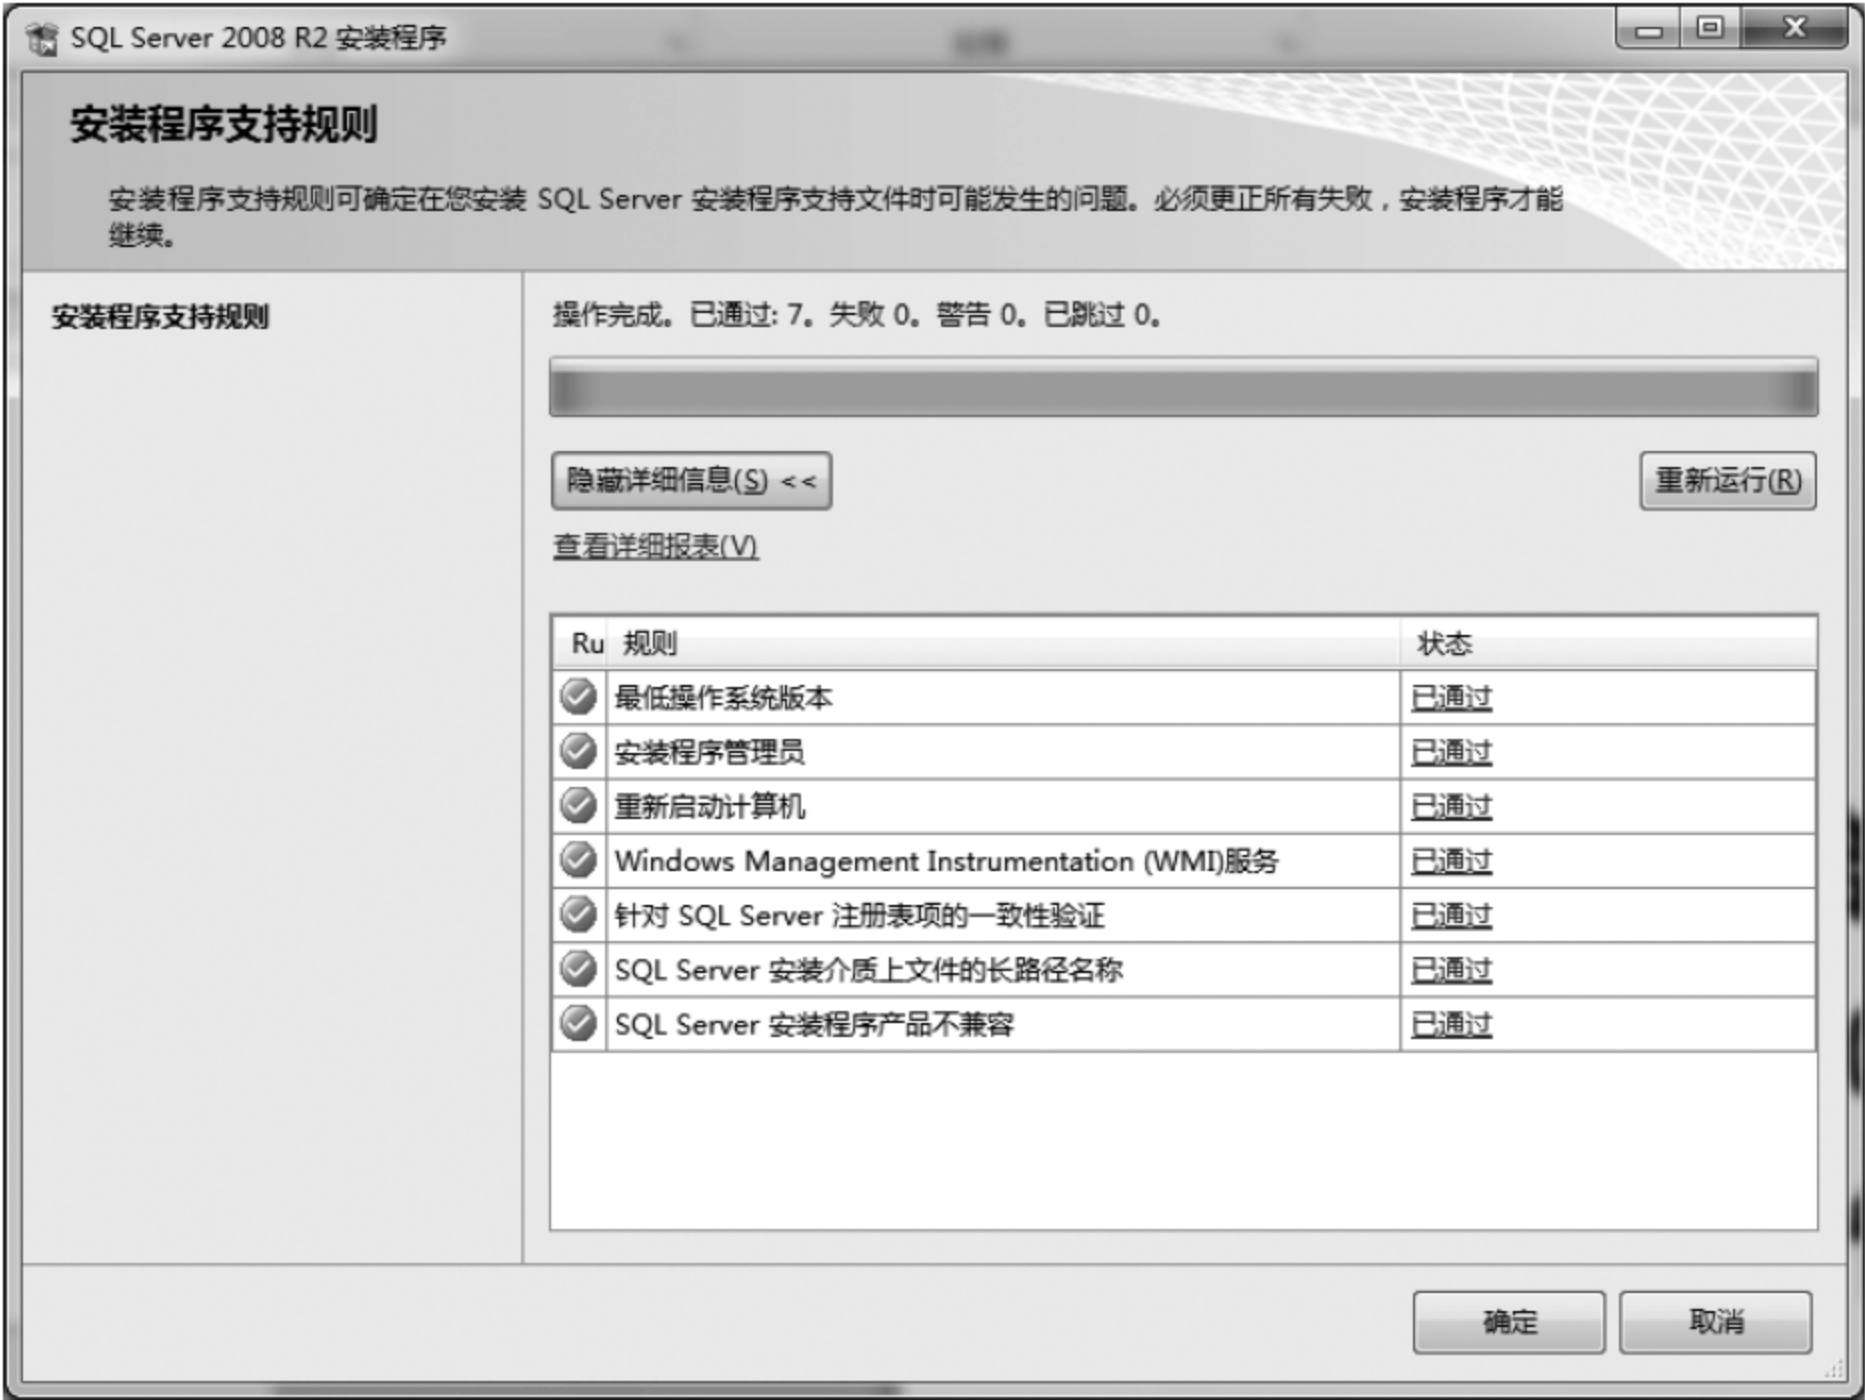 SQL Server 2008 R2 安装程序
安装程序支持规则
安装程序支持规则可确定在您安装 SQL Server 安装程序支持文件时可能发生的问题。必须更正所有失败，安装程序才能
继续。
安装程序支持规则
操作完成。已通过: 7。失败 0。警告 0。已跳过 0。
隐藏详细信息(S) <<
重新运行(R)
查看详细报表(V)
Ru 规则 状态
最低操作系统版本 已通过
安装程序管理员 已通过
重新启动计算机 已通过
Windows Management Instrumentation (WMI)服务 已通过
针对 SQL Server 注册表项的一致性验证 已通过
SQL Server 安装介质上文件的长路径名称 已通过
SQL Server 安装程序产品不兼容 已通过
确定 取消